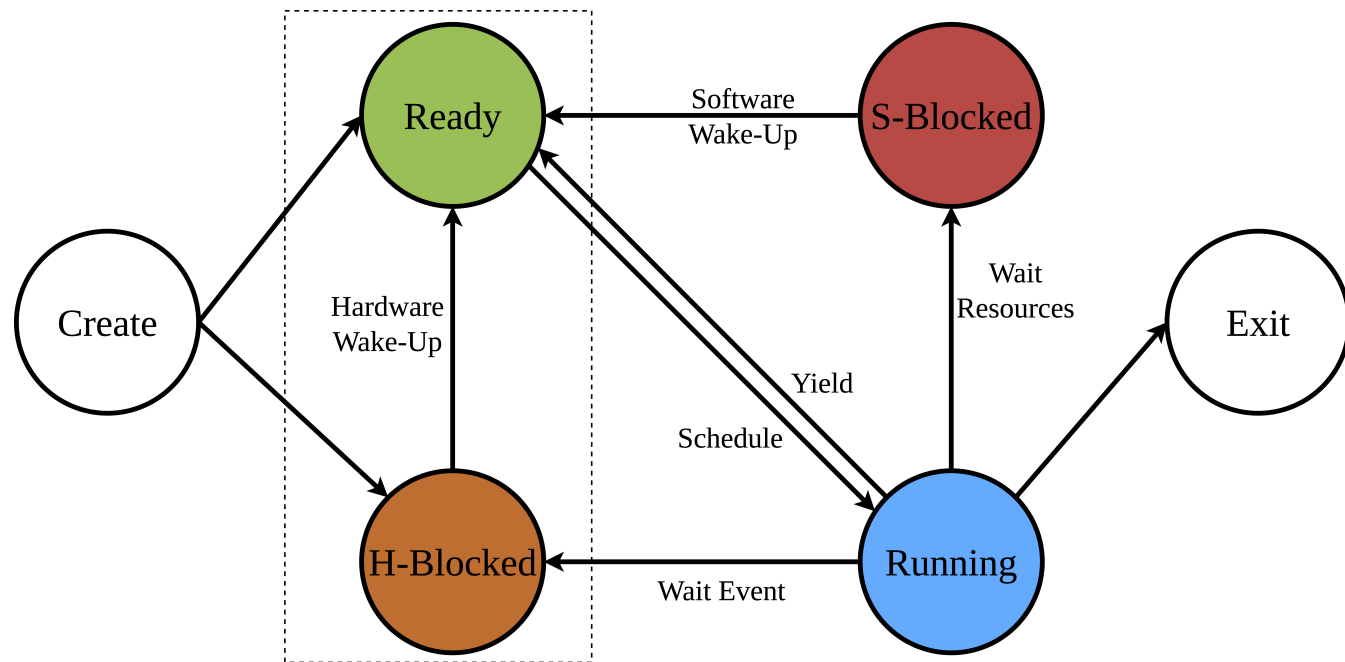 Ready
Software
Wake-Up
S-Blocked
Create
Hardware
Wake-Up
Wait
Resources
Exit
Yield
Schedule
H-Blocked
Wait Event
Running